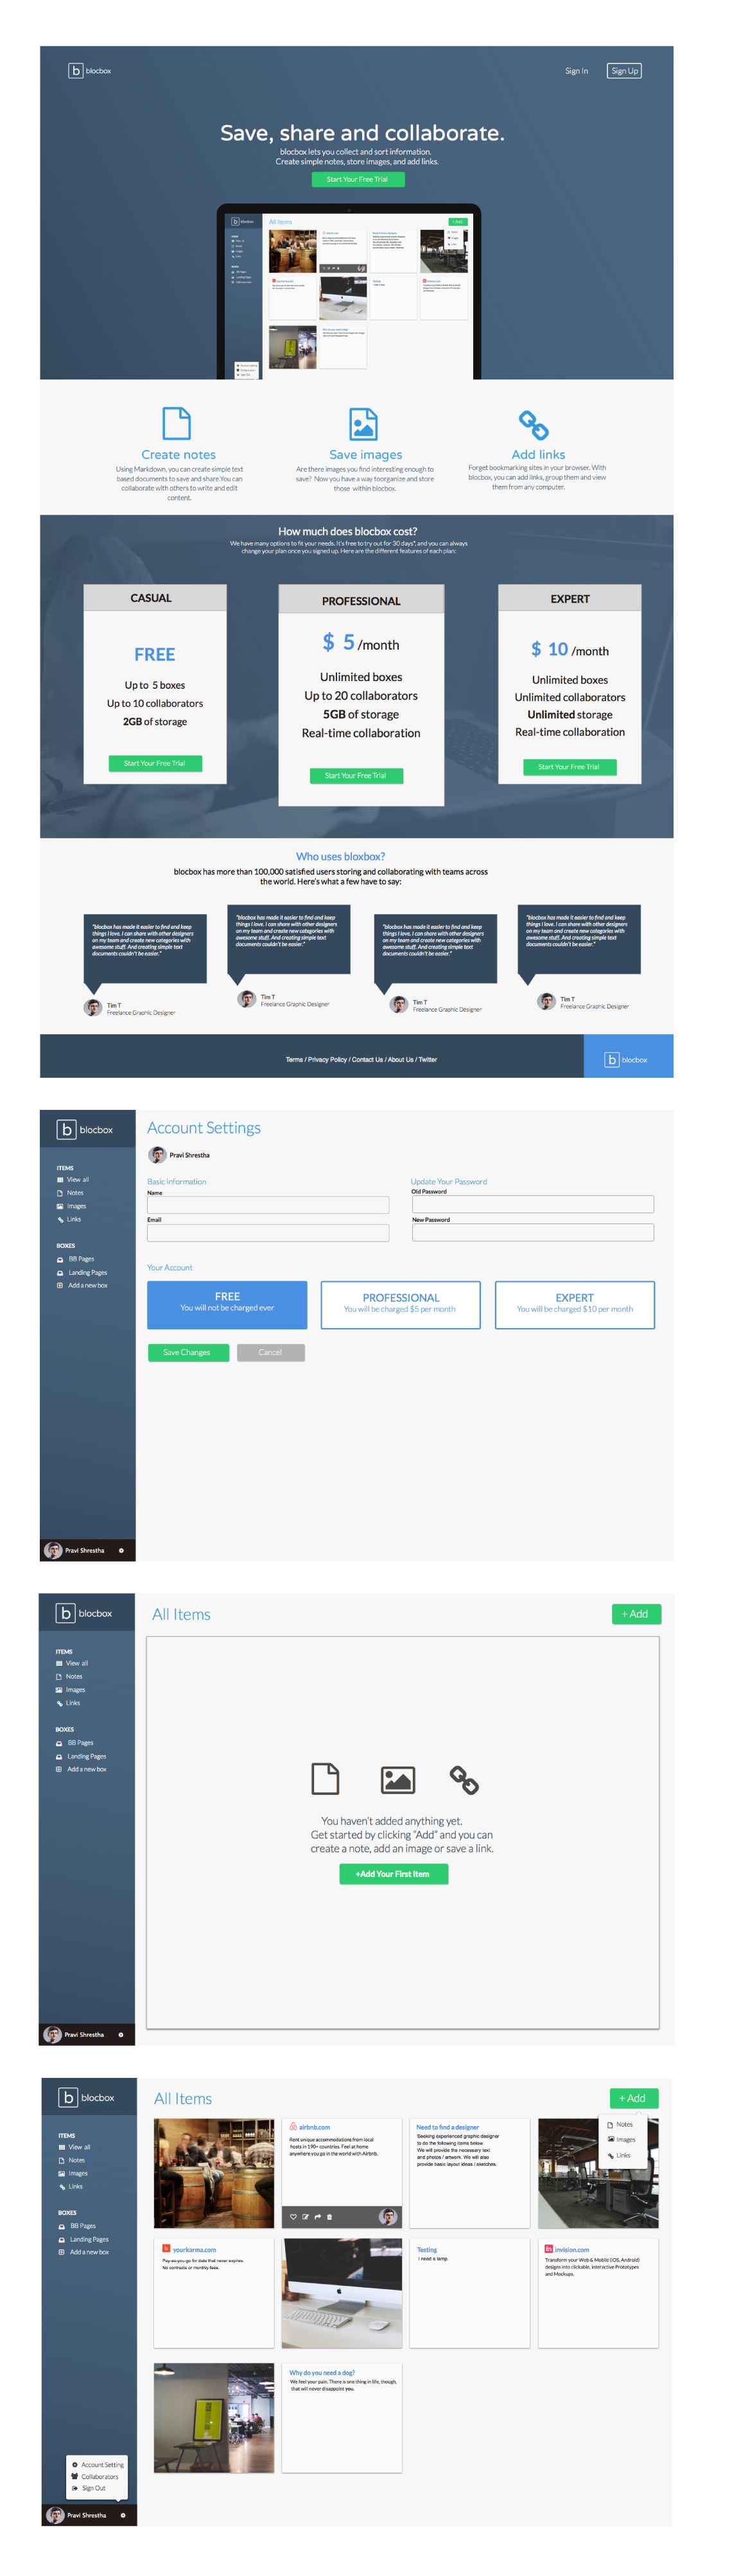 b blocbox
Sign In
Sign Up
Save, share and collaborate.
blocbox lets you collect and sort information.
Create simple notes, store images, and add links.
Start Your Free Trial
b blocbox
All Items
+ Add
Create notes
Using Markdown, you can create simple text
based documents to save and share.You can
collaborate with others to write and edit
content.
Save images
Are there images you find interesting enough to
save? Now you have a way toorganize and store
those within blocbox.
Add links
Forget bookmarking sites in your browser. With
blocbox, you can add links, group them and view
them from any computer.
How much does blocbox cost?
We have many options to fit your needs. It's free to try out for 30 days*, and you can always
change your plan once you signed up. Here are the different features of each plan:
CASUAL
FREE
Up to 5 boxes
Up to 10 collaborators
2GB of storage
Start Your Free Trial
PROFESSIONAL
$ 5 /month
Unlimited boxes
Up to 20 collaborators
5GB of storage
Real-time collaboration
Start Your Free Trial
EXPERT
$ 10 /month
Unlimited boxes
Unlimited collaborators
Unlimited storage
Real-time collaboration
Start Your Free Trial
Who uses bloxbox?
blocbox has more than 100,000 satisfied users storing and collaborating with teams across
the world. Here's what a few have to say:
"blocbox has made it easier to find and keep
things I love. I can share with other designers
on my team and create new categories with
awesome stuff. And creating simple text
documents couldn't be easier."
Tim T
Freelance Graphic Designer
"blocbox has made it easier to find and keep
things I love. I can share with other designers
on my team and create new categories with
awesome stuff. And creating simple text
documents couldn't be easier."
Tim T
Freelance Graphic Designer
"blocbox has made it easier to find and keep
things I love. I can share with other designers
on my team and create new categories with
awesome stuff. And creating simple text
documents couldn't be easier."
Tim T
Freelance Graphic Designer
"blocbox has made it easier to find and keep
things I love. I can share with other designers
on my team and create new categories with
awesome stuff. And creating simple text
documents couldn't be easier."
Tim T
Freelance Graphic Designer
Terms / Privacy Policy / Contact Us / About Us / Twitter
b blocbox
b blocbox
ITEMS
View all
Notes
Images
Links
BOXES
BB Pages
Landing Pages
Add a new box
Pravi Shrestha
Account Settings
Pravi Shrestha
Basic information
Name
Email
Update Your Password
Old Password
New Password
Your Account
FREE
You will not be charged ever
PROFESSIONAL
You will be charged $5 per month
EXPERT
You will be charged $10 per month
Save Changes
Cancel
b blocbox
ITEMS
View all
Notes
Images
Links
BOXES
BB Pages
Landing Pages
Add a new box
Pravi Shrestha
All Items
+ Add
You haven't added anything yet.
Get started by clicking "Add" and you can
create a note, add an image or save a link.
+Add Your First Item
b blocbox
ITEMS
View all
Notes
Images
Links
BOXES
BB Pages
Landing Pages
Add a new box
Account Setting
Collaborators
Sign Out
Pravi Shrestha
All Items
+ Add
Notes
Images
Links
airbnb.com
Rent unique accommodations from local
hosts in 190+ countries. Feel at home
anywhere you go in the world with Airbnb.
Need to find a designer
Seeking experienced graphic designer
to do the following items below.
We will provide the necessary text
and photos / artwork. We will also
provide basic layout ideas / sketches.
yourkarma.com
Pay-as-you-go for data that never expires.
No contracts or monthly fees.
Testing
I need a lamp.
in invision.com
Transform your Web & Mobile (iOS, Android)
designs into clickable, interactive Prototypes
and Mockups.
Why do you need a dog?
We feel your pain. There is one thing in life, though,
that will never disappoint you.